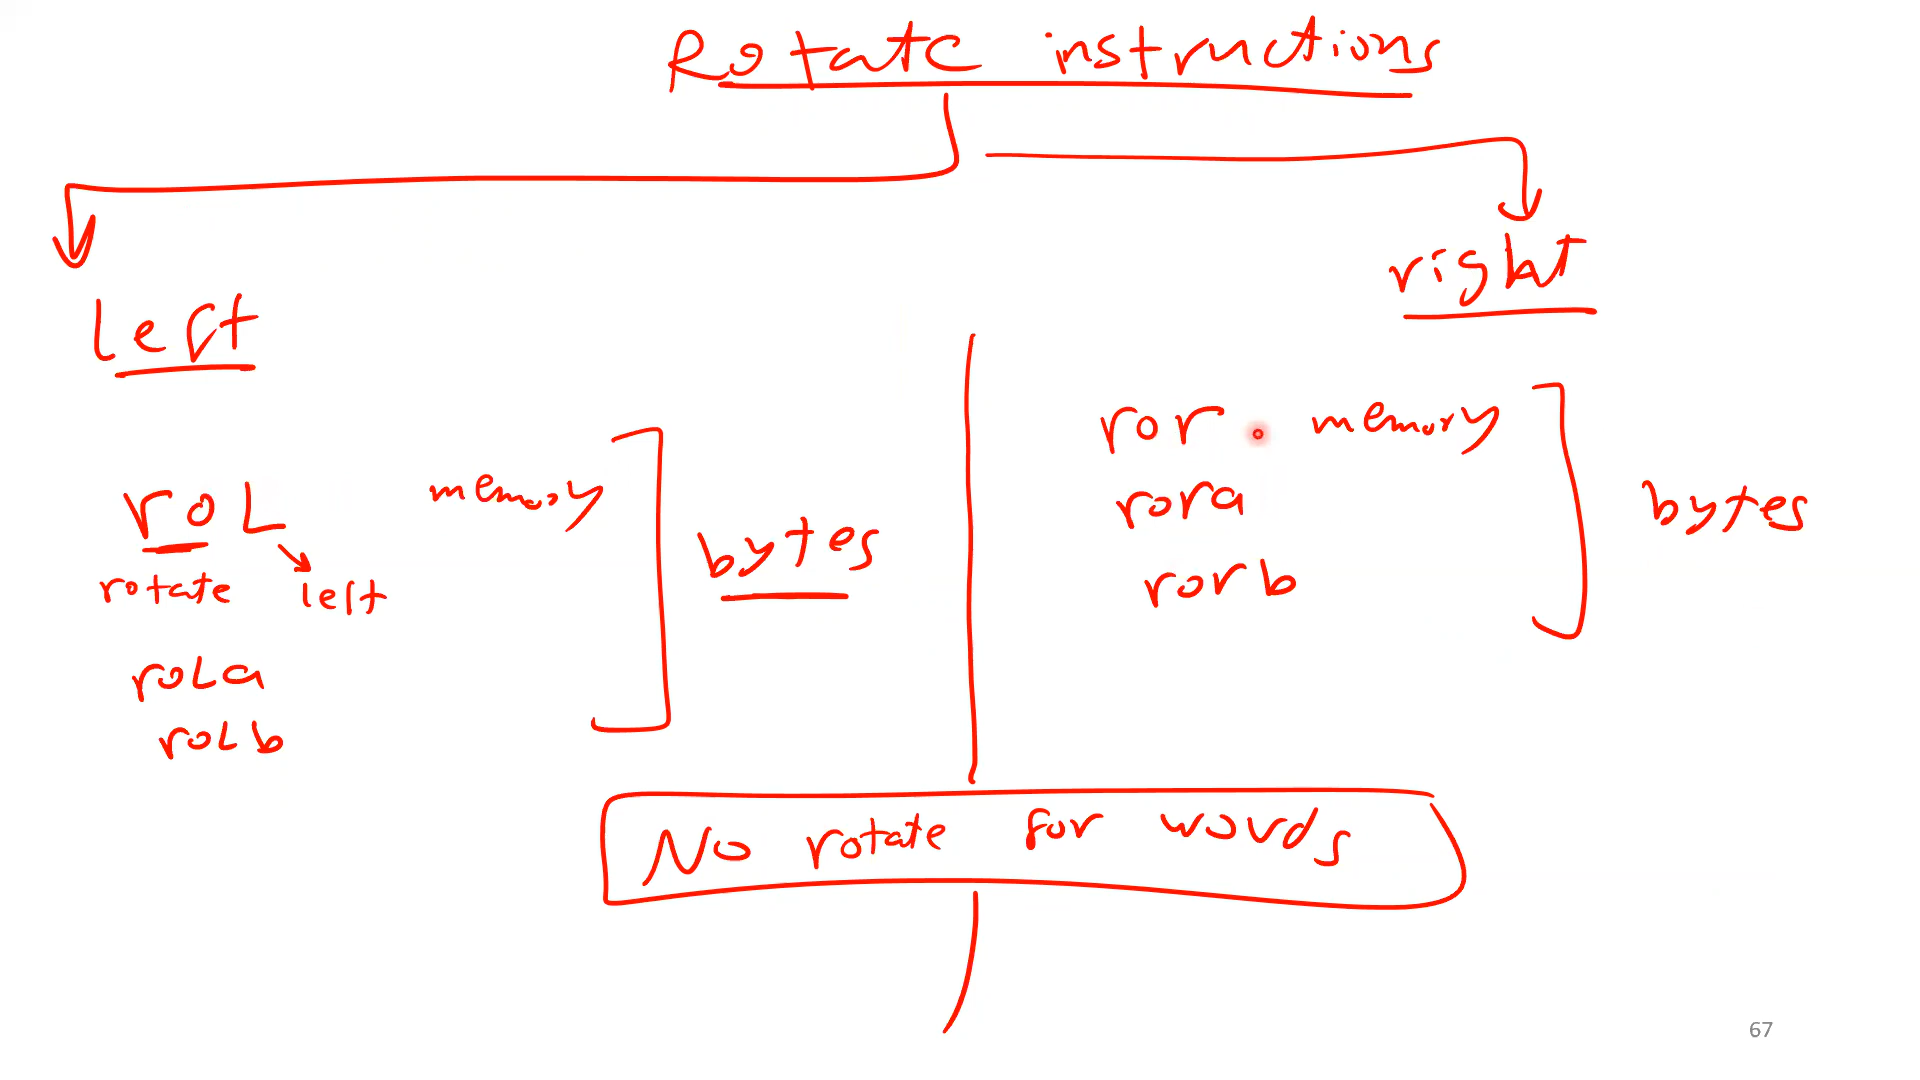 Rotate instructions
left
roL memory
rotate left
rola
rolb
bytes
right
ror memory
rora
rorb
bytes
No rotate for words
67